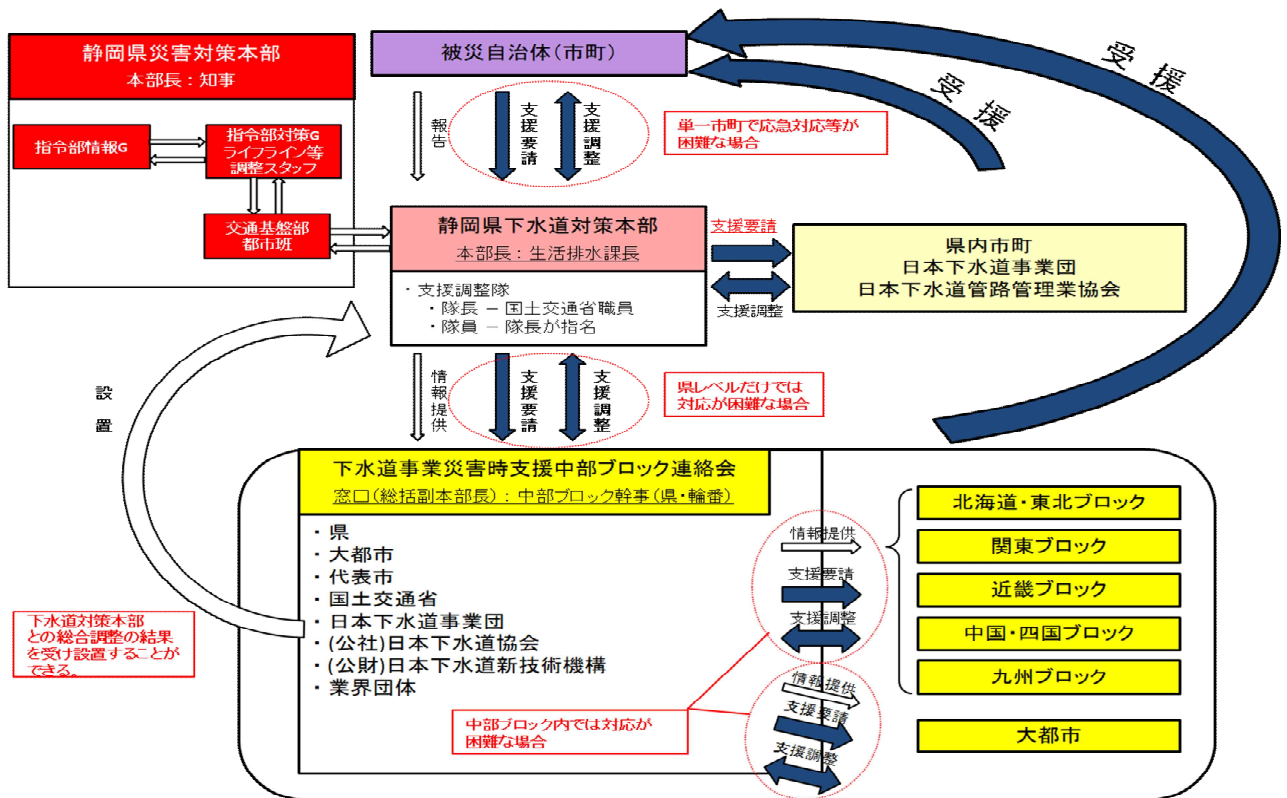 静岡県災害対策本部
本部長：知事
指令部情報G
指令部対策G
ライフライン等
調整スタッフ
交通基盤部
都市班
被災自治体（市町）
報告
支援要請
支援調整
単一市町で応急対応等が
困難な場合
受援
受援
静岡県下水道対策本部
本部長：生活排水課長
・支援調整隊
・隊長 － 国土交通省職員
・隊員 － 隊長が指名
支援要請
支援調整
県内市町
日本下水道事業団
日本下水道管路管理業協会
情報提供
支援要請
支援調整
県レベルだけでは
対応が困難な場合
設置
下水道対策本部
との総合調整の結果
を受け設置することが
できる。
下水道事業災害時支援中部ブロック連絡会
窓口（総括副本部長）：中部ブロック幹事（県・輪番）
・県
・大都市
・代表市
・国土交通省
・日本下水道事業団
・(公社)日本下水道協会
・(公財)日本下水道新技術機構
・業界団体
情報提供
支援要請
支援調整
情報提供
支援要請
支援調整
中部ブロック内では対応が
困難な場合
北海道・東北ブロック
関東ブロック
近畿ブロック
中国・四国ブロック
九州ブロック
大都市